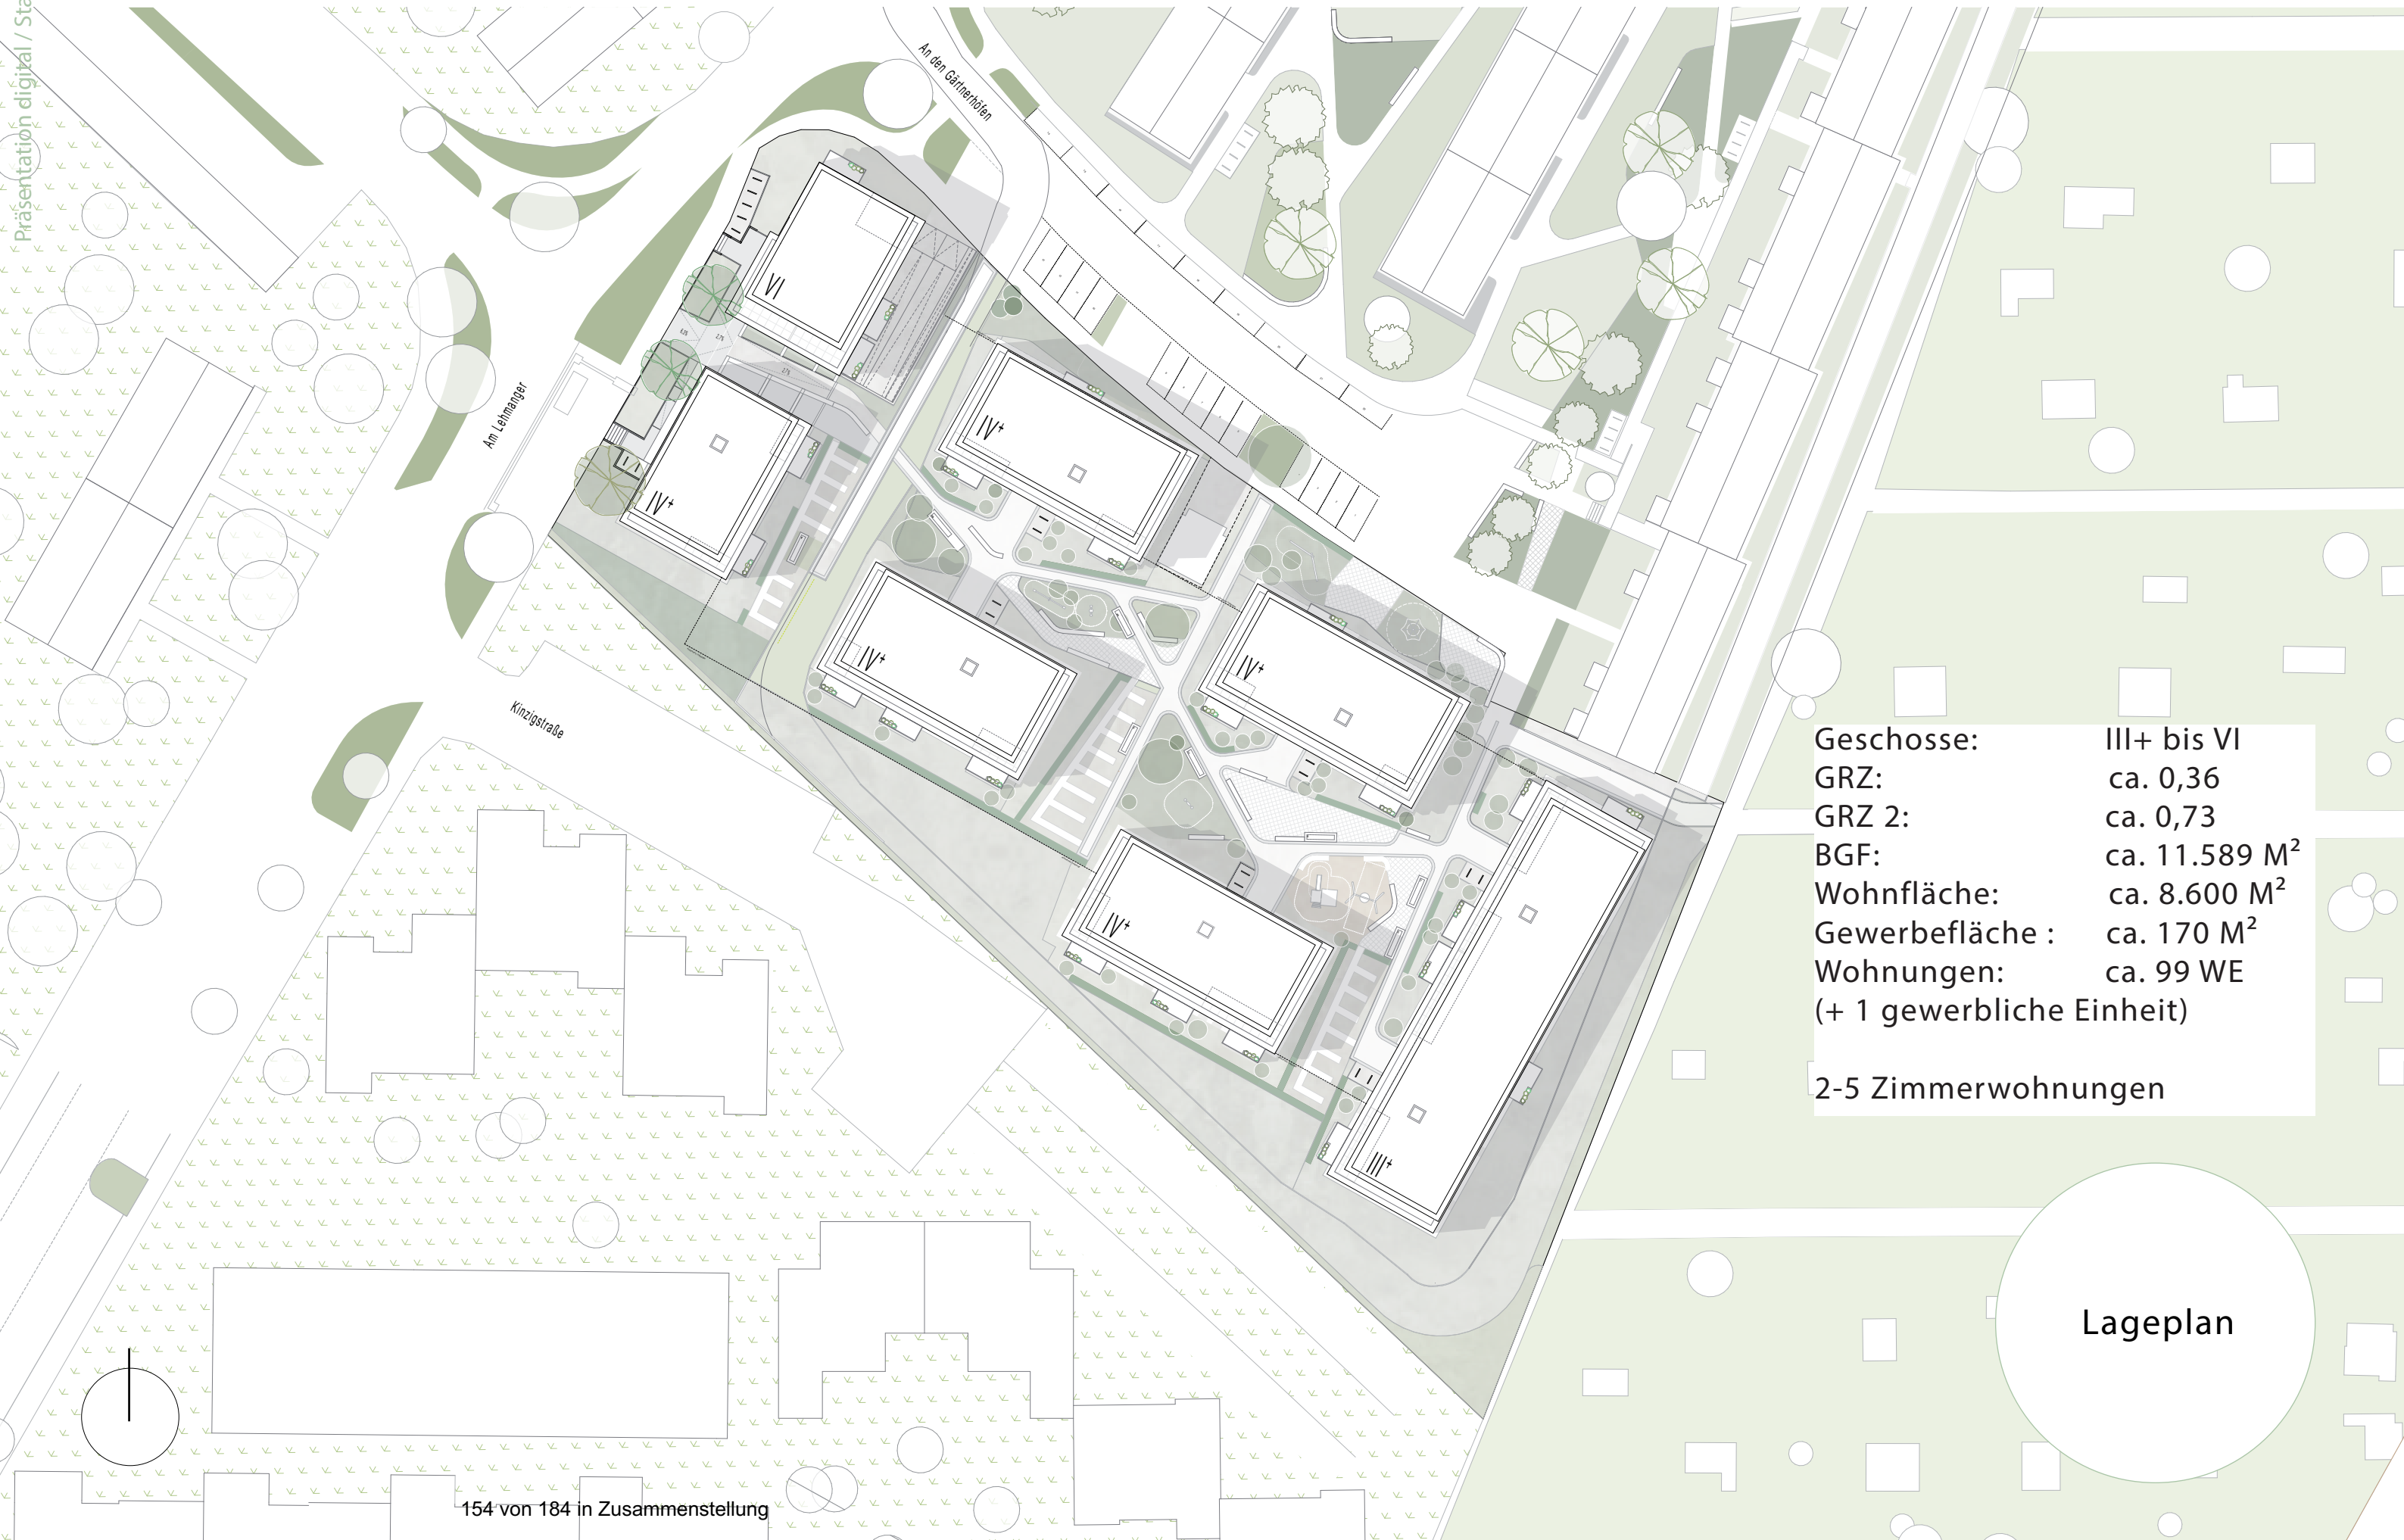 Präsentation digital / Sta
An den Gärtnerhöfen
Am Lehmanger
Kinzigstraße
VI
IV+
IV+
IV+
IV+
IV+
III+
Geschosse: III+ bis VI
GRZ: ca. 0,36
GRZ 2: ca. 0,73
BGF: ca. 11.589 M²
Wohnfläche: ca. 8.600 M²
Gewerbefläche : ca. 170 M²
Wohnungen: ca. 99 WE
(+ 1 gewerbliche Einheit)
2-5 Zimmerwohnungen
Lageplan
154 von 184 in Zusammenstellung